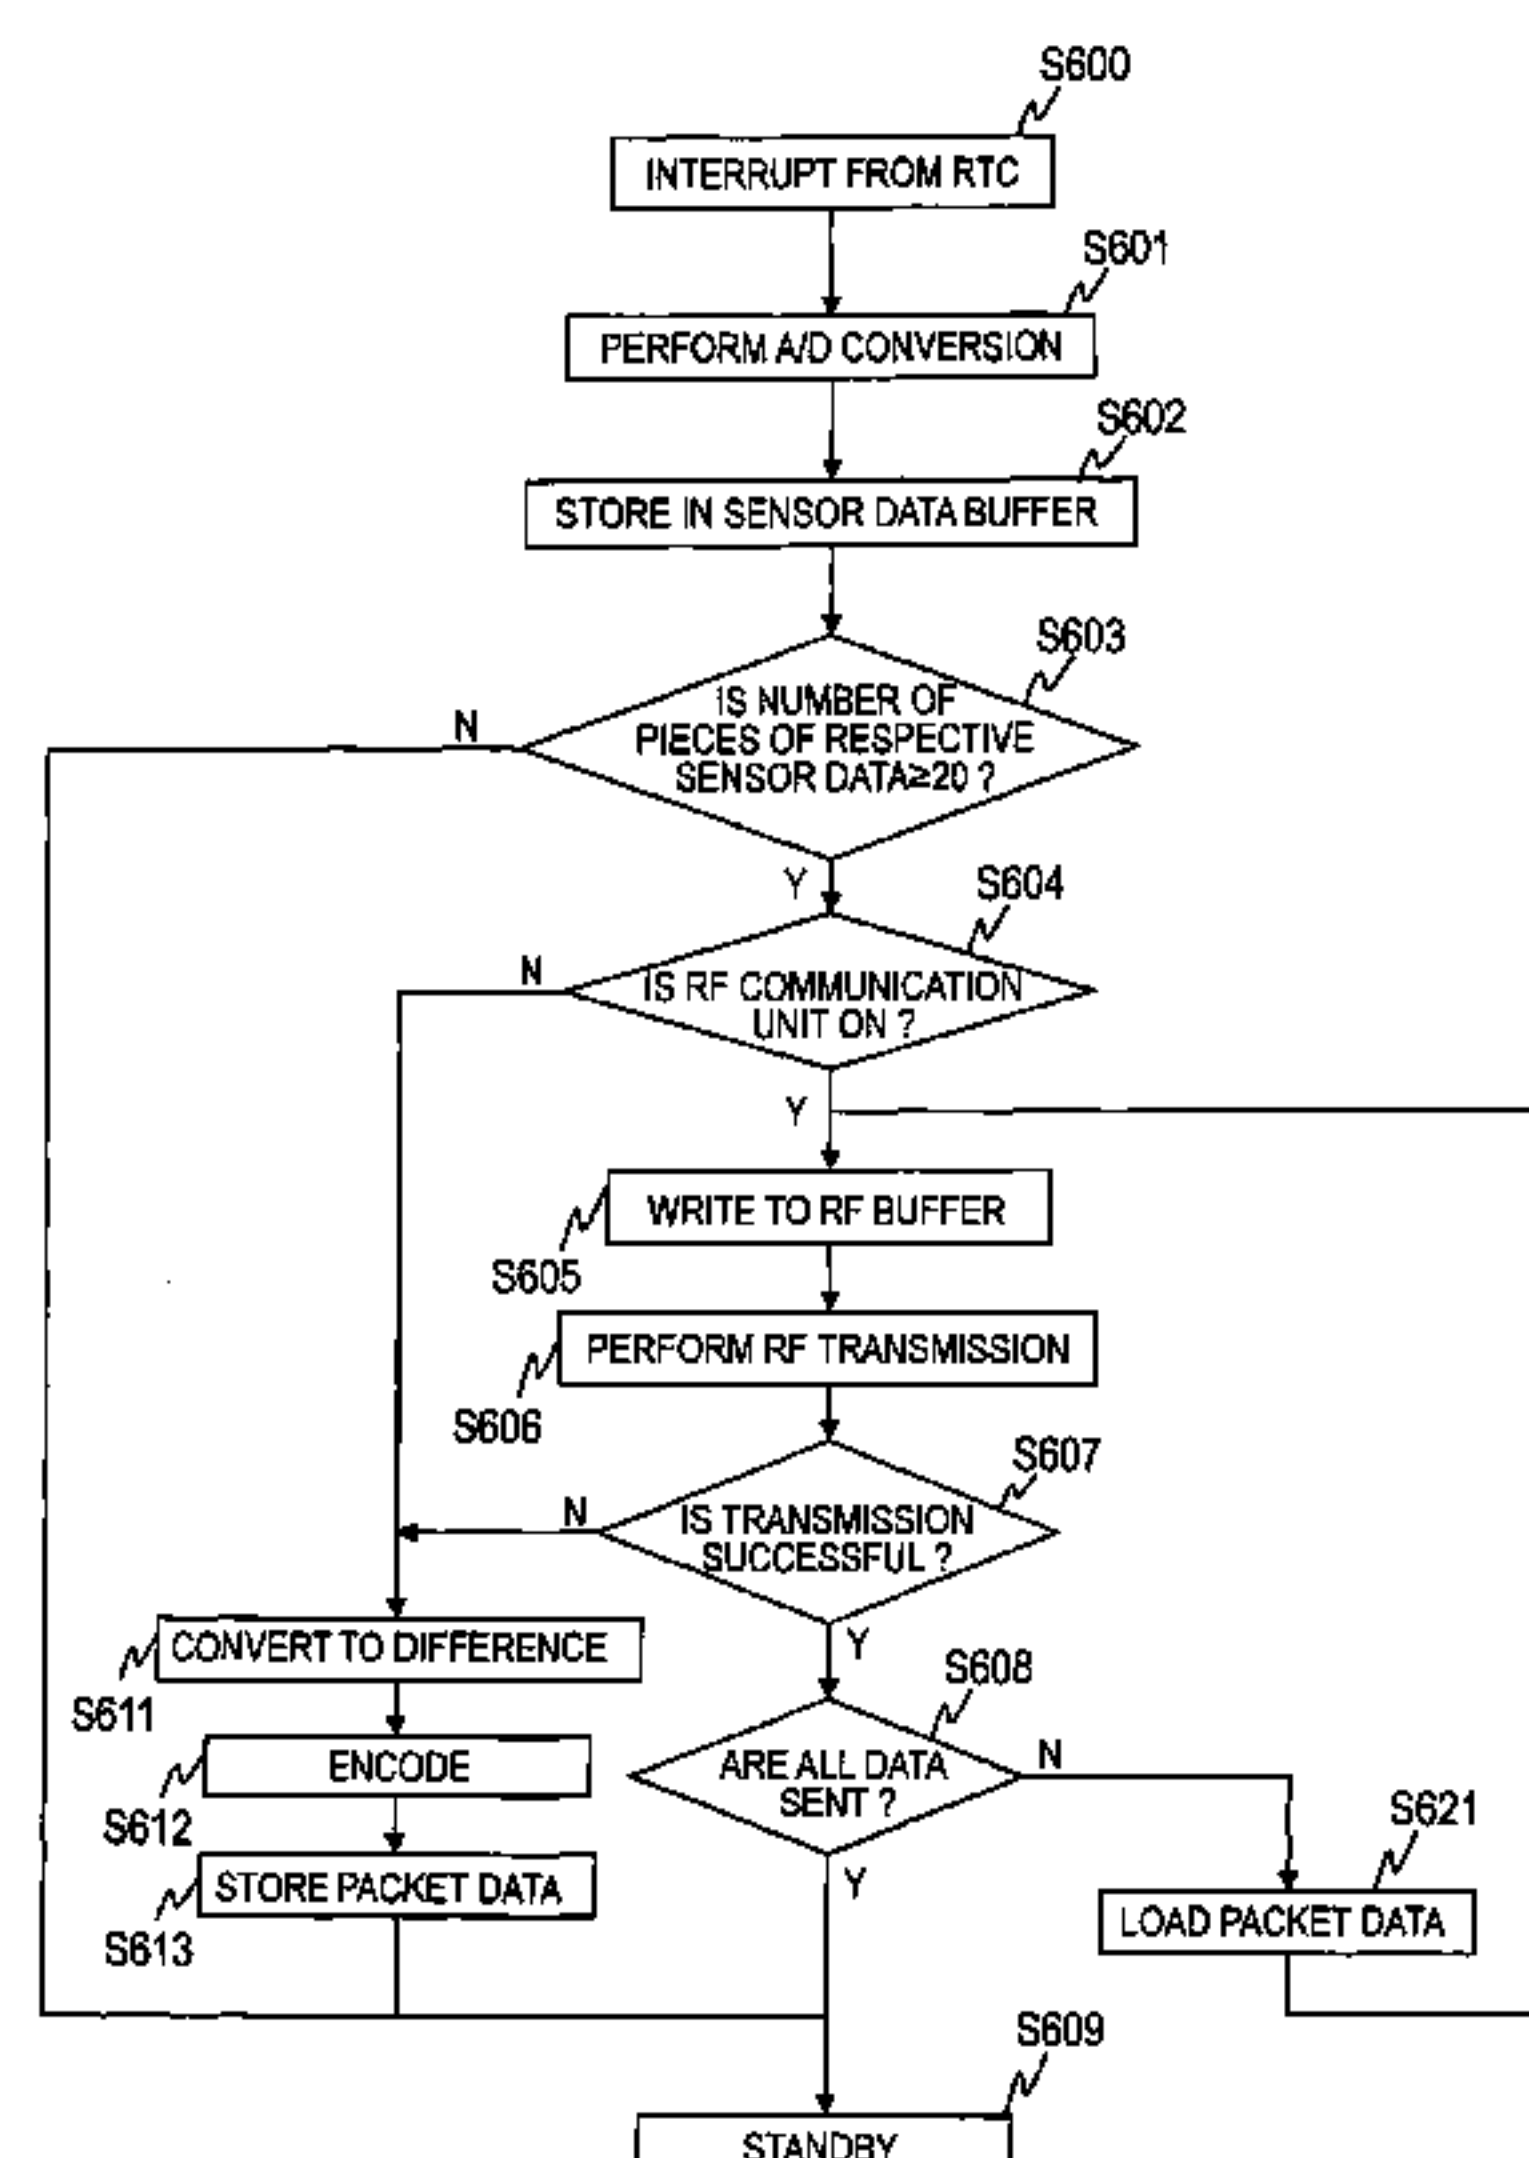 S600
INTERRUPT FROM RTC
S601
PERFORM A/D CONVERSION
S602
STORE IN SENSOR DATA BUFFER
S603
IS NUMBER OF
PIECES OF RESPECTIVE
SENSOR DATA≥20 ?
N
Y
S604
IS RF COMMUNICATION
UNIT ON ?
N
Y
WRITE TO RF BUFFER
S605
PERFORM RF TRANSMISSION
S606
S607
IS TRANSMISSION
SUCCESSFUL ?
N
Y
CONVERT TO DIFFERENCE
S611
S608
ARE ALL DATA
SENT ?
N
Y
ENCODE
S612
STORE PACKET DATA
S613
S621
LOAD PACKET DATA
S609
STANDBY